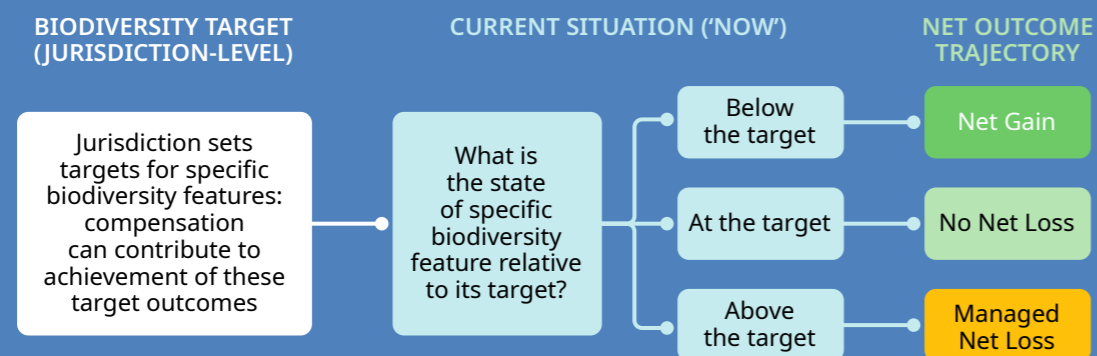 BIODIVERSITY TARGET
(JURISDICTION-LEVEL)
CURRENT SITUATION (‘NOW’)
NET OUTCOME
TRAJECTORY
Jurisdiction sets
targets for specific
biodiversity features:
compensation
can contribute to
achievement of these
target outcomes
What is
the state
of specific
biodiversity
feature relative
to its target?
Below
the target
Net Gain
At the target
No Net Loss
Above
the target
Managed
Net Loss